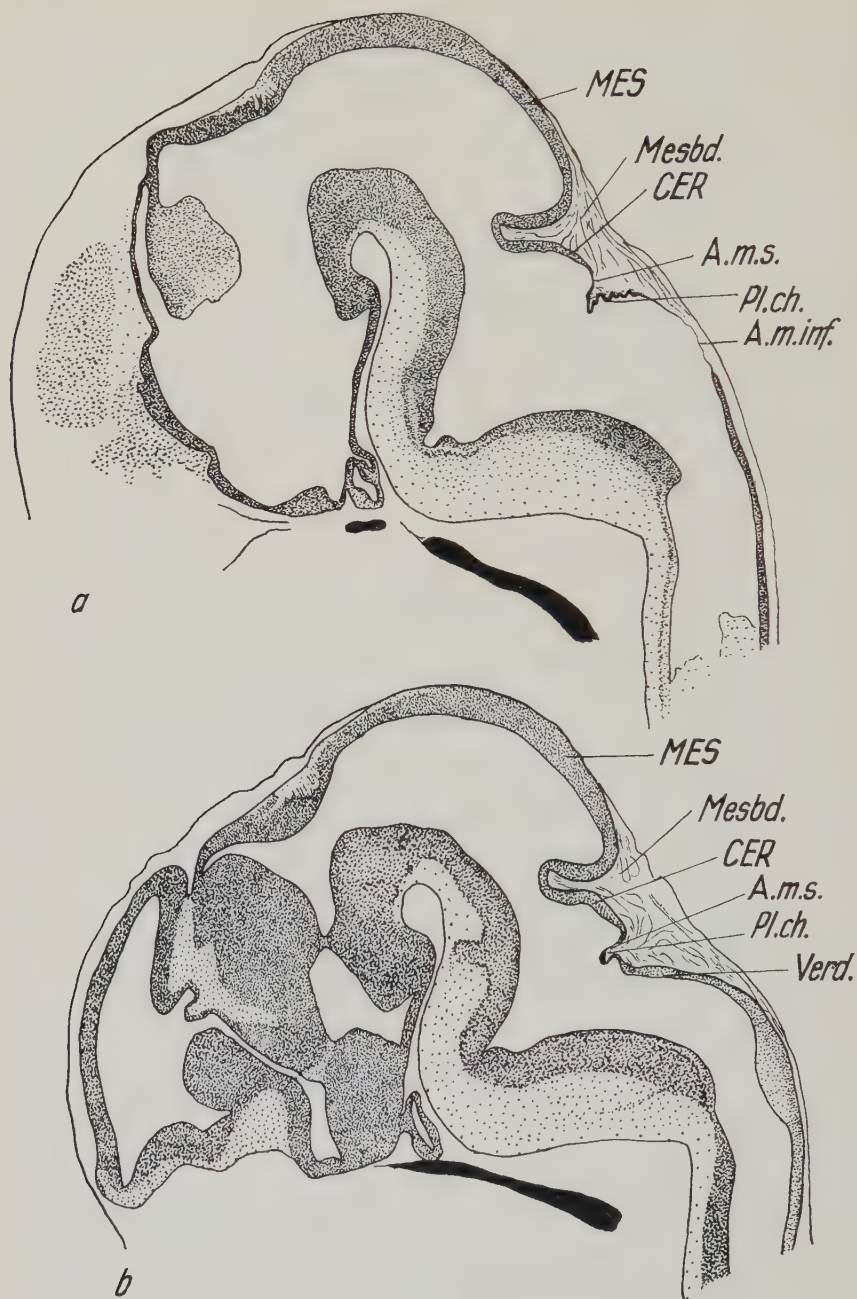 MES
Mesbd.
CER
A.m.s.
Pl.ch.
A.m.inf.
a
MES
Mesbd.
CER
A.m.s.
Pl.ch.
Verd.
b